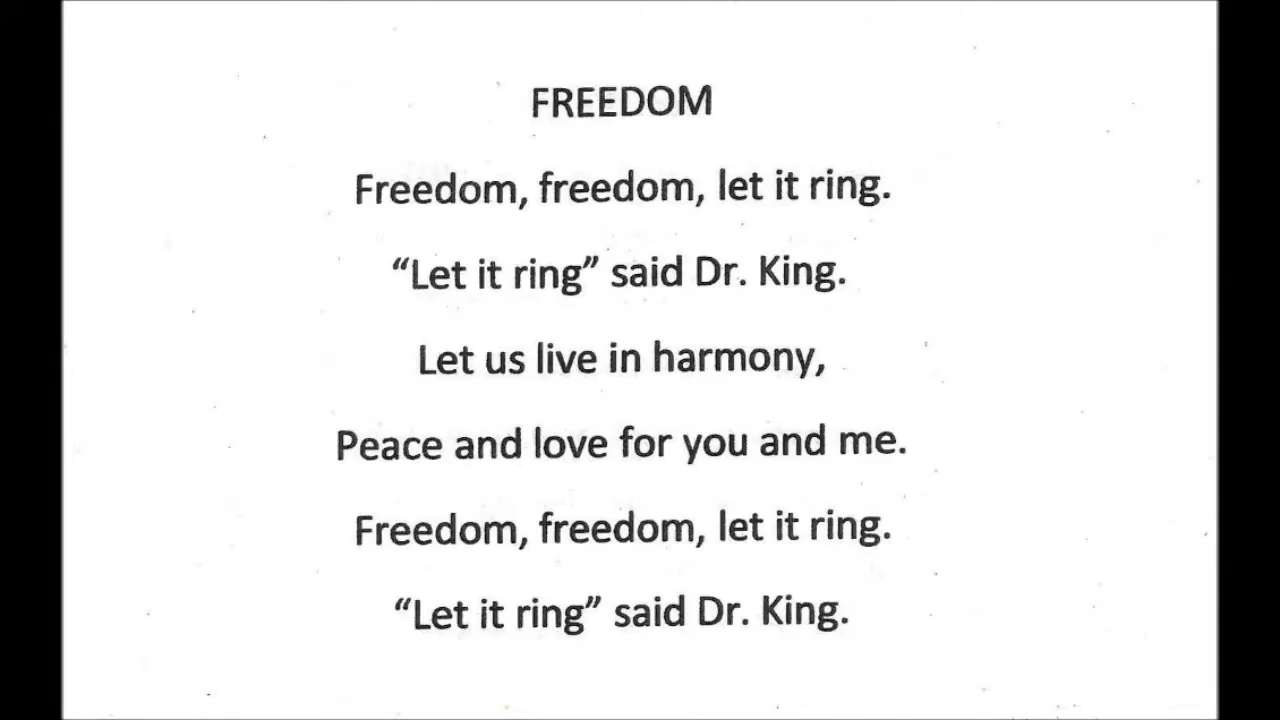 FREEDOM
Freedom, freedom, let it ring.
“Let it ring” said Dr. King.
Let us live in harmony,
Peace and love for you and me.
Freedom, freedom, let it ring.
“Let it ring” said Dr. King.